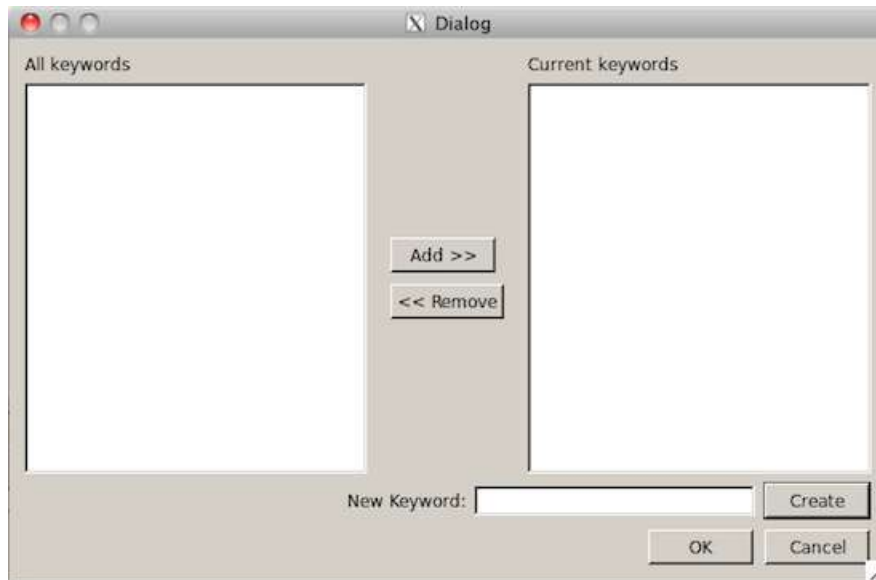 Dialog
All keywords
Current keywords
Add >>
<< Remove
New Keyword:
Create
OK
Cancel